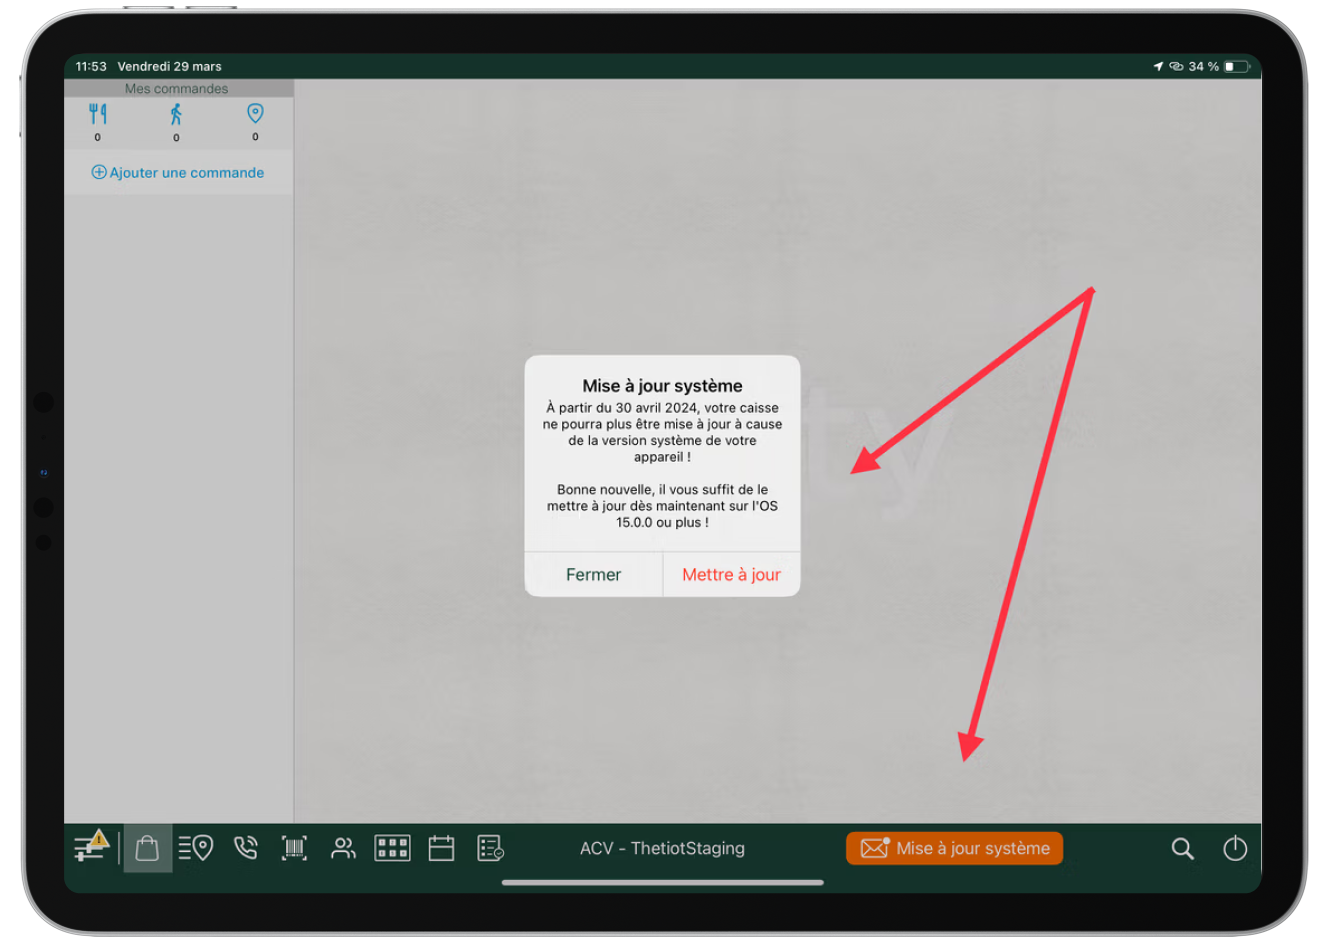 11:53 Vendredi 29 mars
34 %
Mes commandes
0 0 0
Ajouter une commande
ty
Mise à jour système
À partir du 30 avril 2024, votre caisse
ne pourra plus être mise à jour à cause
de la version système de votre
appareil !
Bonne nouvelle, il vous suffit de le
mettre à jour dès maintenant sur l'OS
15.0.0 ou plus !
Fermer Mettre à jour
ACV - ThetiotStaging
Mise à jour système